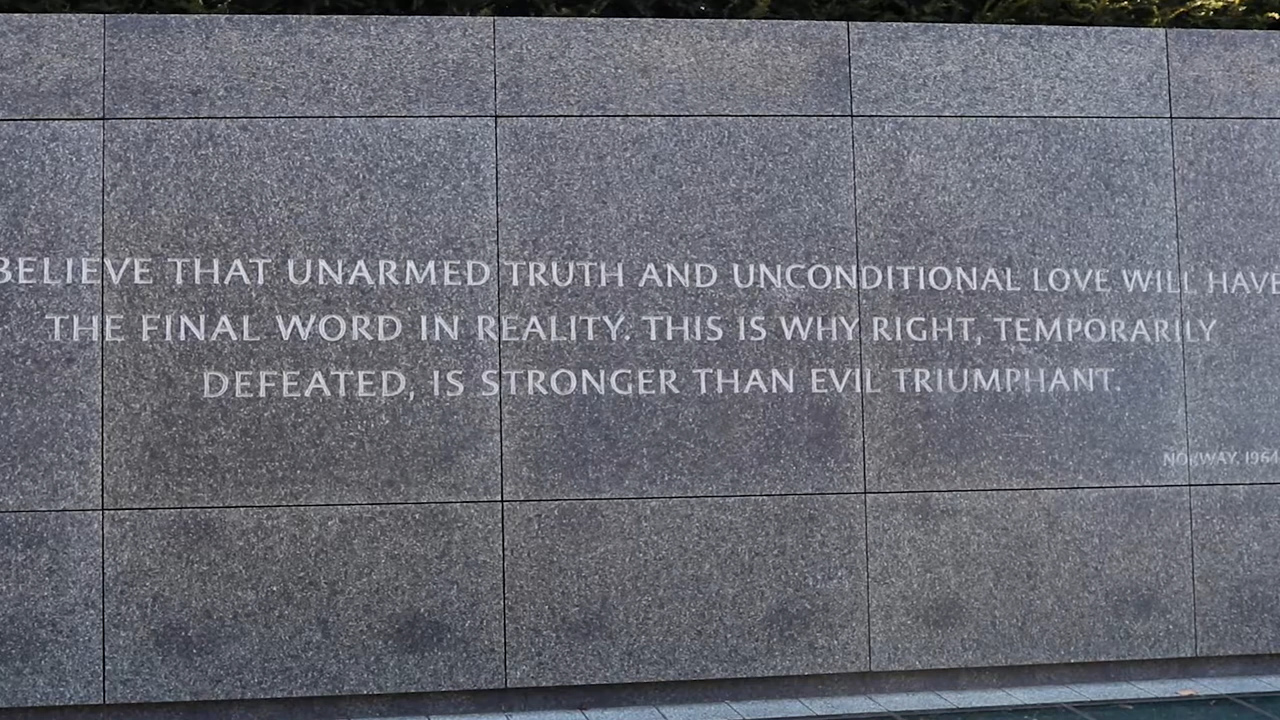 BELIEVE THAT UNARMED TRUTH AND UNCONDITIONAL LOVE WILL HAVE
THE FINAL WORD IN REALITY. THIS IS WHY RIGHT, TEMPORARILY
DEFEATED, IS STRONGER THAN EVIL TRIUMPHANT.
NORWAY, 1964